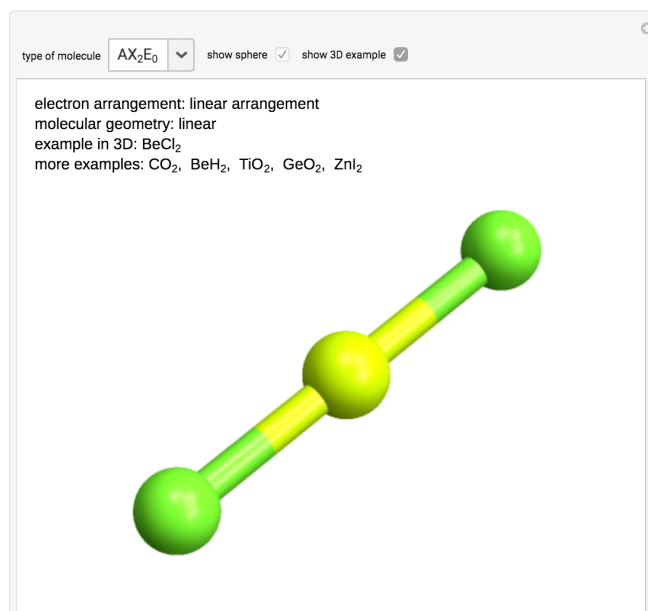 type of molecule AX₂E₀ show sphere show 3D example
electron arrangement: linear arrangement
molecular geometry: linear
example in 3D: BeCl₂
more examples: CO₂, BeH₂, TiO₂, GeO₂, ZnI₂